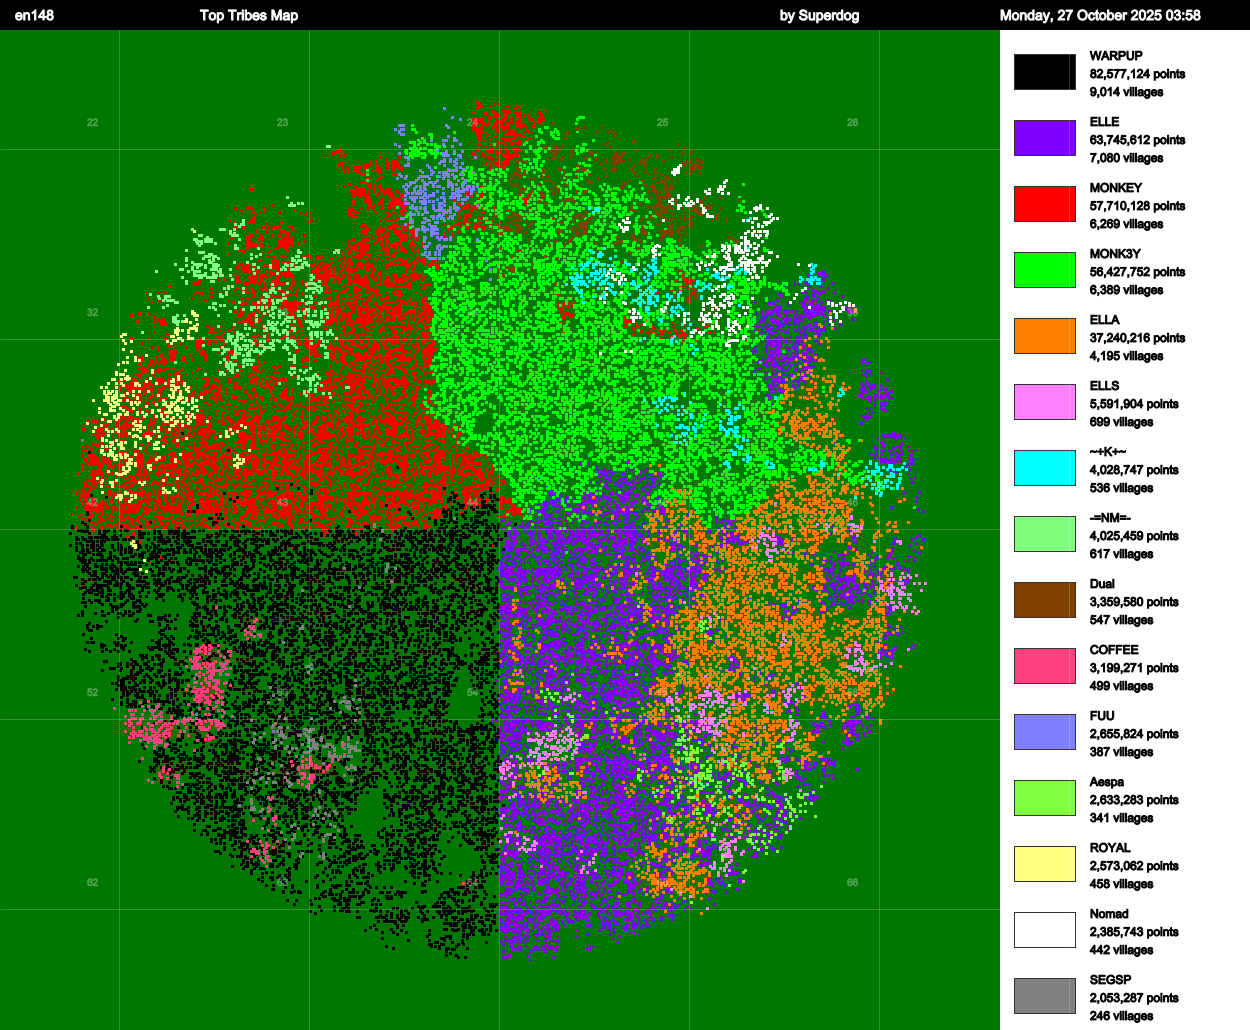 en148 Top Tribes Map by Superdog Monday, 27 October 2025 03:58
WARPUP
82,577,124 points
9,014 villages
ELLE
63,745,612 points
7,080 villages
MONKEY
57,710,128 points
6,269 villages
MONK3Y
56,427,752 points
6,389 villages
ELLA
37,240,216 points
4,195 villages
ELLS
5,591,904 points
699 villages
~+K+~
4,028,747 points
536 villages
-=NM=-
4,025,459 points
617 villages
Dual
3,359,580 points
547 villages
COFFEE
3,199,271 points
499 villages
FUU
2,655,824 points
387 villages
Aespa
2,633,283 points
341 villages
ROYAL
2,573,062 points
458 villages
Nomad
2,385,743 points
442 villages
SEGSP
2,053,287 points
246 villages
22 23 24 25 26
32
42 43 44
52 53 54
62 63 64 66